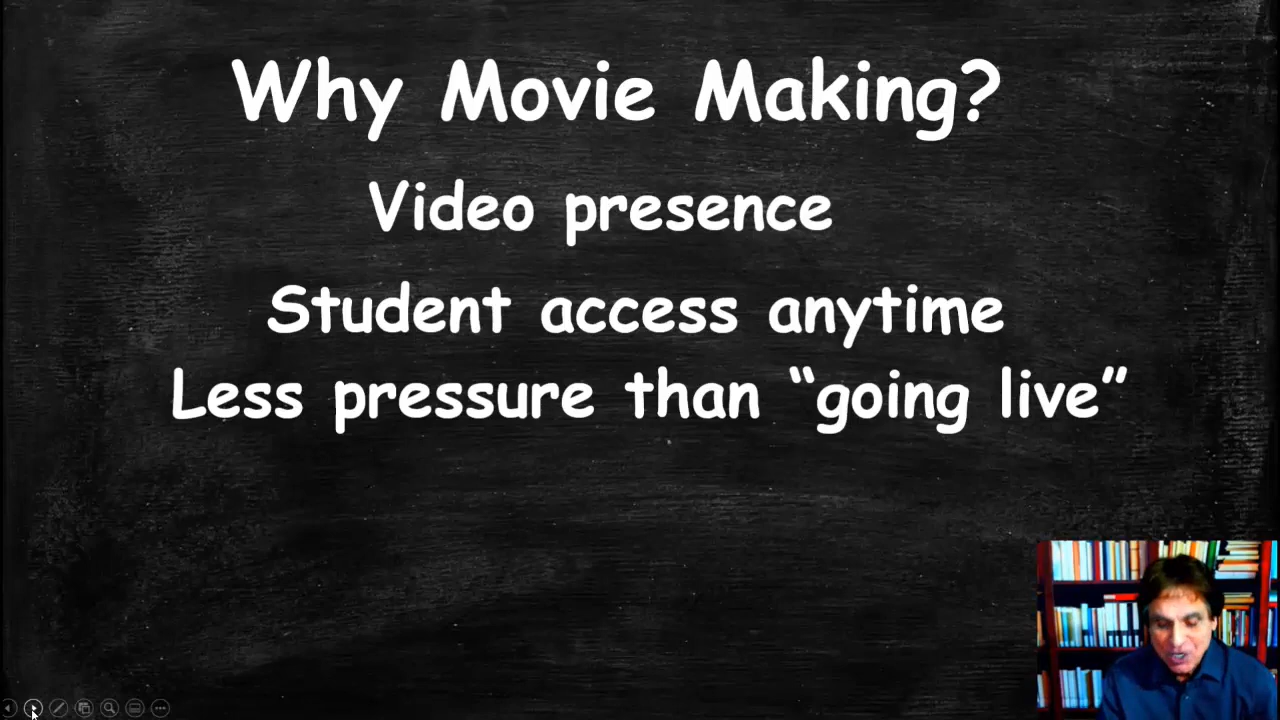 Why Movie Making?
Video presence
Student access anytime
Less pressure than “going live”